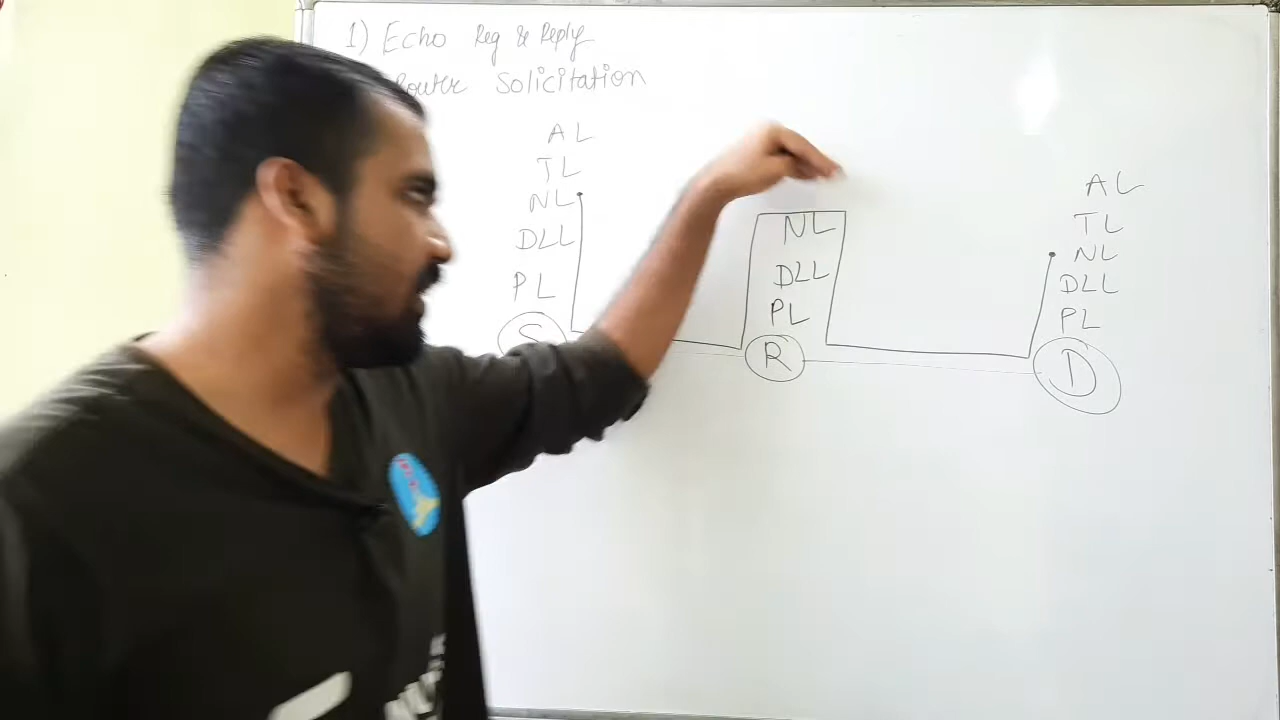 1) Echo Req & Reply
Router Solicitation
AL
TL
NL
DLL
PL
S
NL
DLL
PL
R
AL
TL
NL
DLL
PL
D